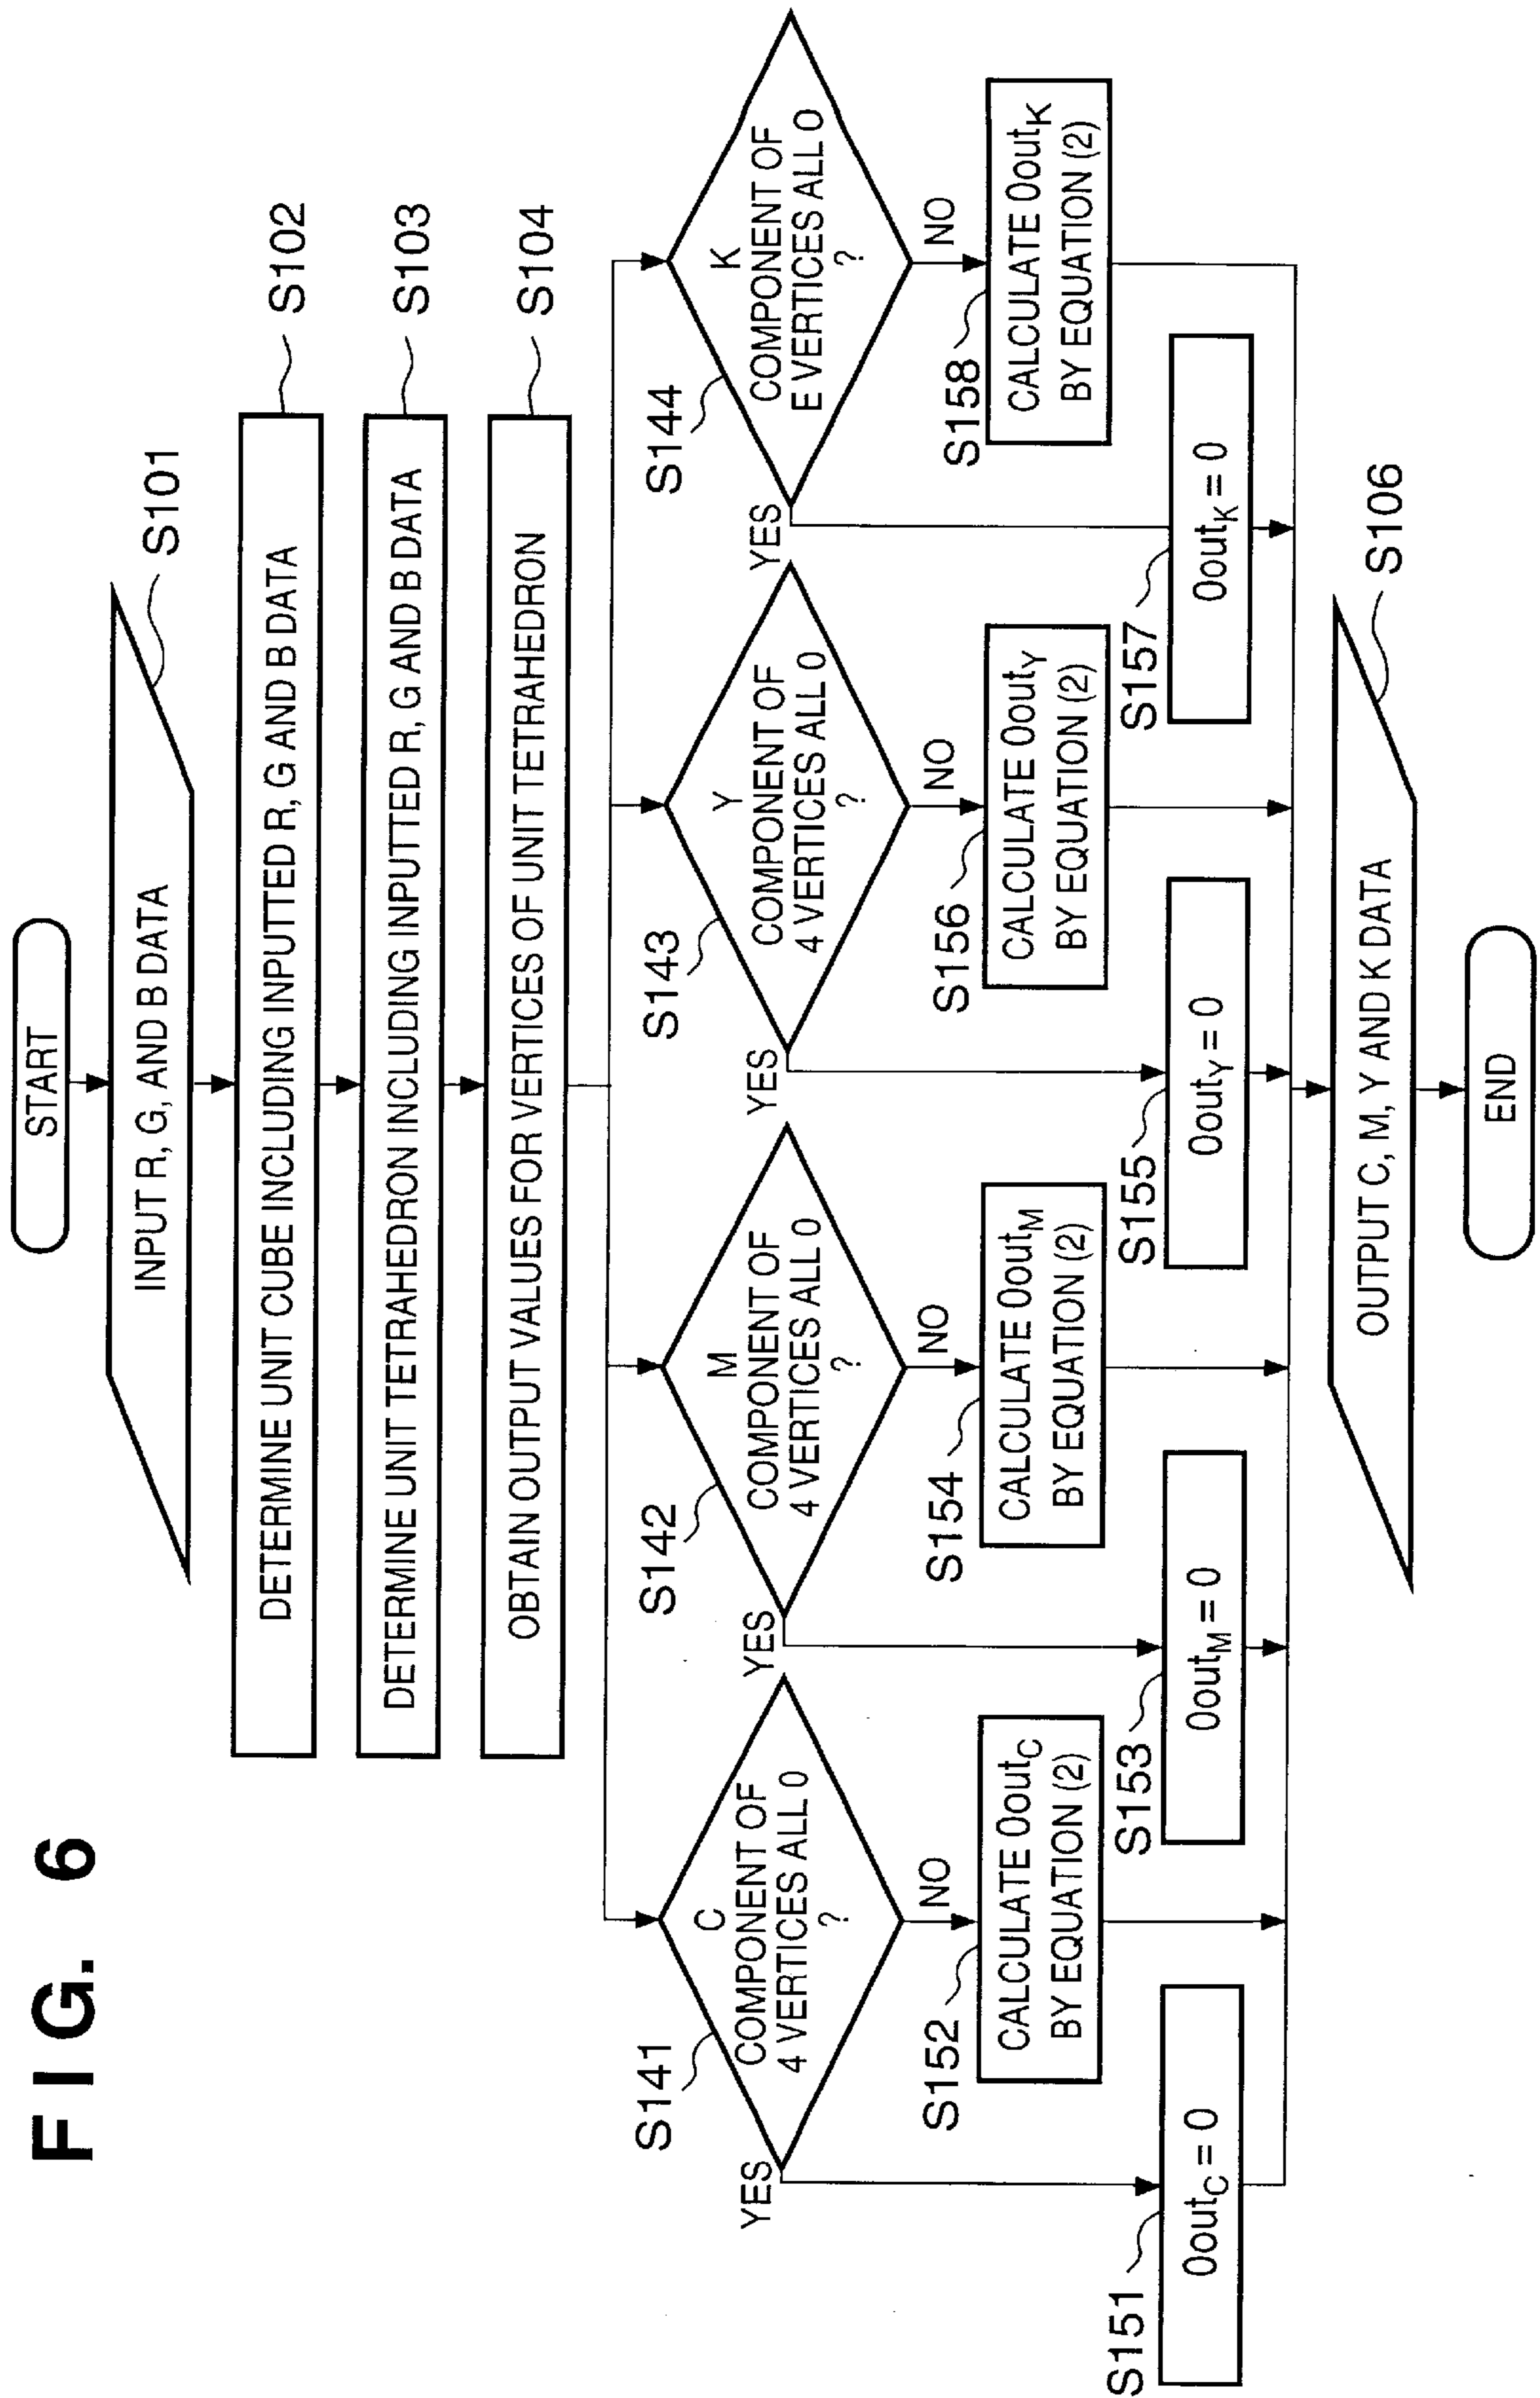 FIG. 6
START
INPUT R, G, AND B DATA
S101
DETERMINE UNIT CUBE INCLUDING INPUTTED R, G AND B DATA
S102
DETERMINE UNIT TETRAHEDRON INCLUDING INPUTTED R, G AND B DATA
S103
OBTAIN OUTPUT VALUES FOR VERTICES OF UNIT TETRAHEDRON
S104
S141
C
COMPONENT OF
4 VERTICES ALL 0
?
YES
NO
S142
M
COMPONENT OF
4 VERTICES ALL 0
?
YES
NO
S143
Y
COMPONENT OF
4 VERTICES ALL 0
?
YES
NO
S144
K
COMPONENT OF
E VERTICES ALL 0
?
YES
NO
S152
CALCULATE 0outC
BY EQUATION (2)
S154
CALCULATE 0outM
BY EQUATION (2)
S156
CALCULATE 0outY
BY EQUATION (2)
S158
CALCULATE 0outK
BY EQUATION (2)
S151
0outC = 0
S153
0outM = 0
S155
0outY = 0
S157
0outK = 0
OUTPUT C, M, Y AND K DATA
S106
END